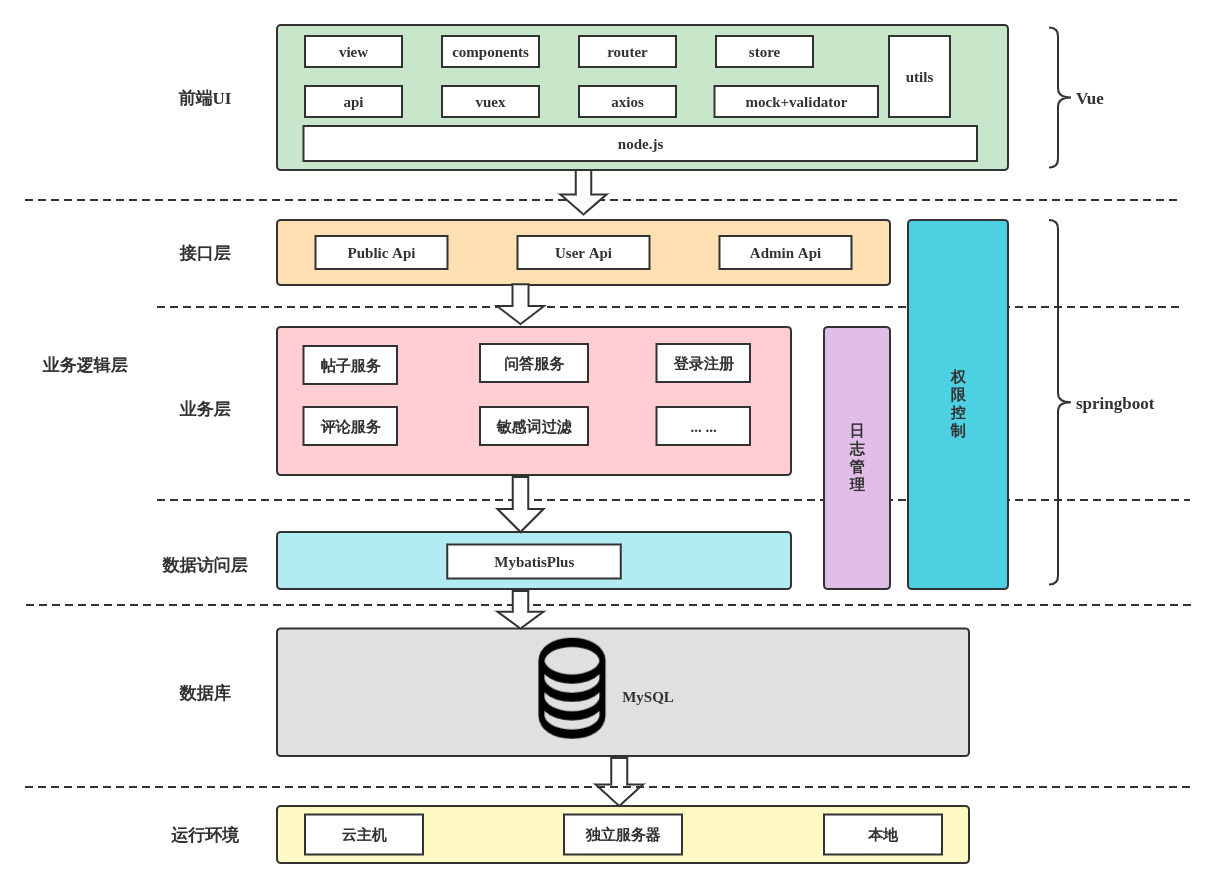 前端UI
view
components
router
store
utils
api
vuex
axios
mock+validator
node.js
Vue
接口层
Public Api
User Api
Admin Api
业务逻辑层
业务层
帖子服务
问答服务
登录注册
评论服务
敏感词过滤
... ...
日
志
管
理
权
限
控
制
springboot
数据访问层
MybatisPlus
数据库
MySQL
运行环境
云主机
独立服务器
本地